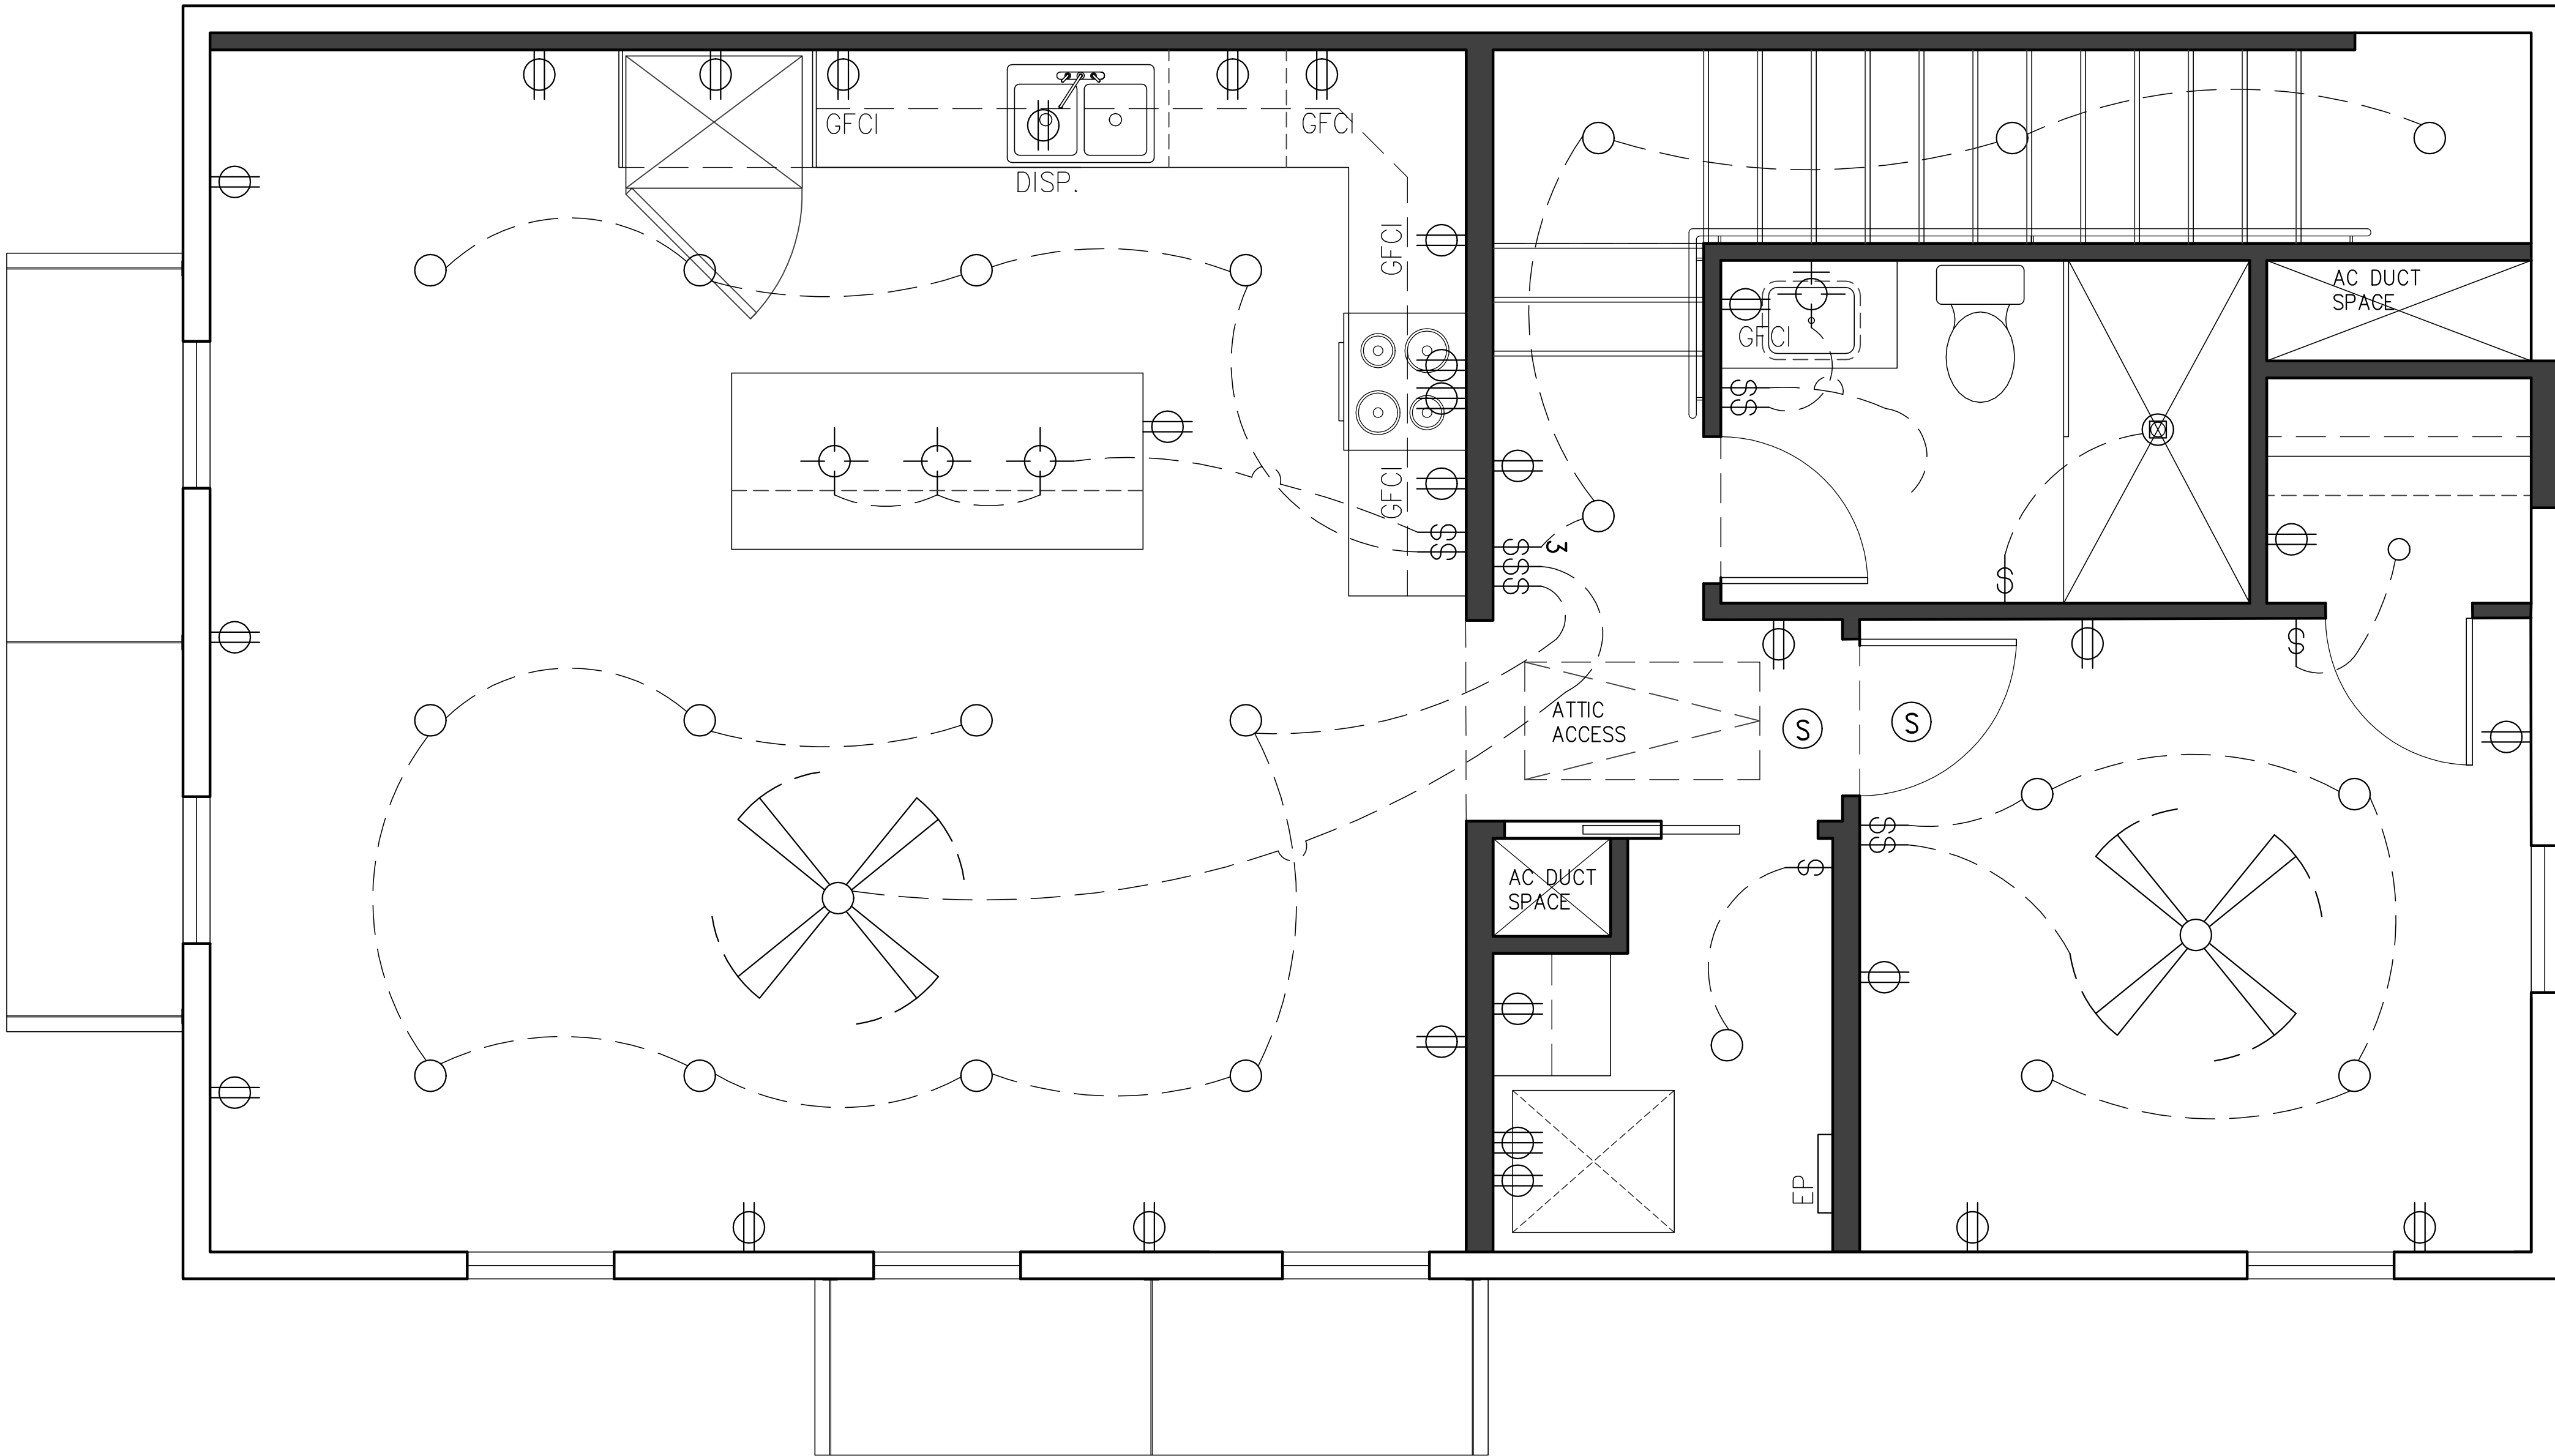 GFCI
GFCI
DISP.
GFCI
GFCI
AC DUCT
SPACE
GFCI
SS
SS
SSS
3
S
S
ATTIC
ACCESS
S
S
SS
S
AC DUCT
SPACE
EP